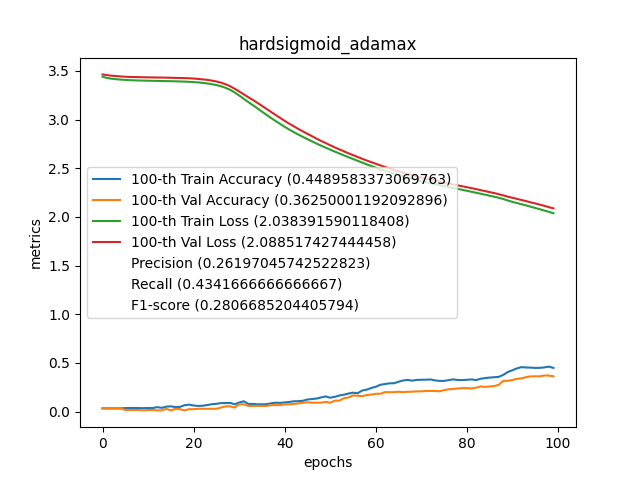 hardsigmoid_adamax
3.5
3.0
2.5
2.0
1.5
1.0
0.5
0.0
metrics
100-th Train Accuracy (0.4489583373069763)
100-th Val Accuracy (0.36250001192092896)
100-th Train Loss (2.038391590118408)
100-th Val Loss (2.088517427444458)
Precision (0.26197045742522823)
Recall (0.4341666666666667)
F1-score (0.2806685204405794)
0 20 40 60 80 100
epochs